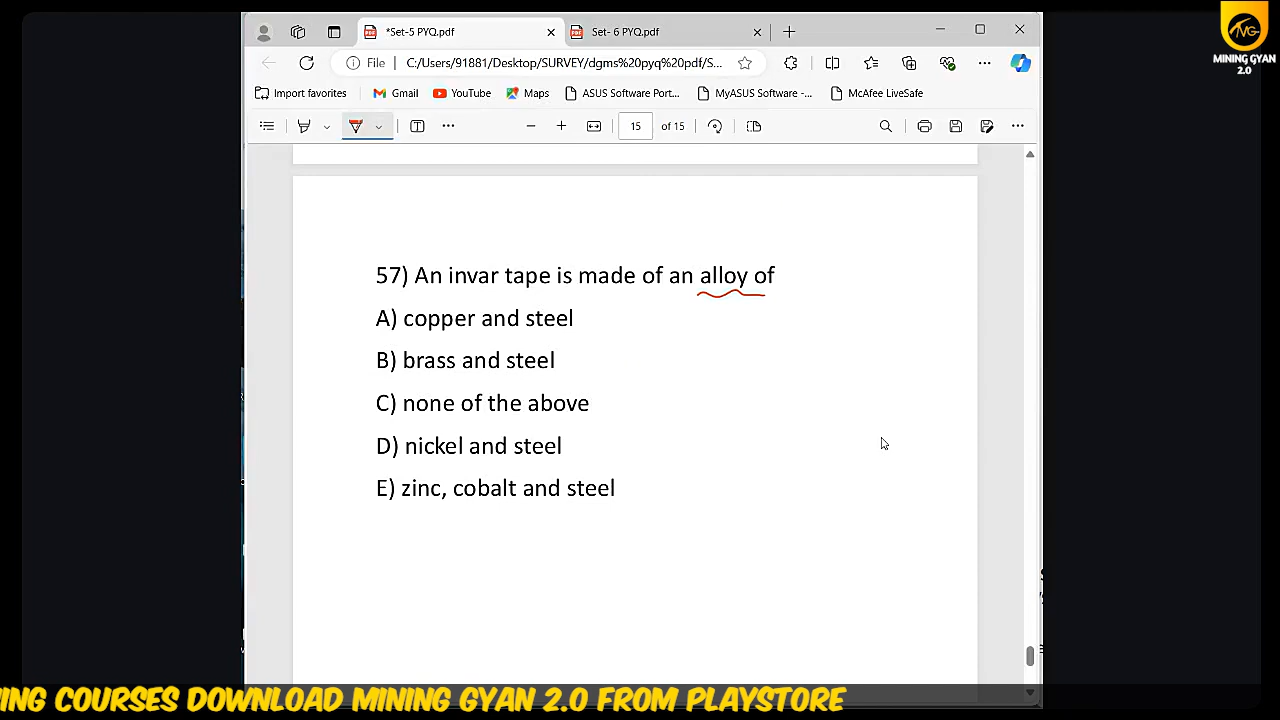 *Set-5 PYQ.pdf
Set- 6 PYQ.pdf
MINING GYAN
2.0
File
C:/Users/91881/Desktop/SURVEY/dgms%20pyq%20pdf/S...
Import favorites
Gmail
YouTube
Maps
ASUS Software Port...
MyASUS Software -...
McAfee LiveSafe
15 of 15
57) An invar tape is made of an alloy of
A) copper and steel
B) brass and steel
C) none of the above
D) nickel and steel
E) zinc, cobalt and steel
NING COURSES DOWNLOAD MINING GYAN 2.0 FROM PLAYSTORE